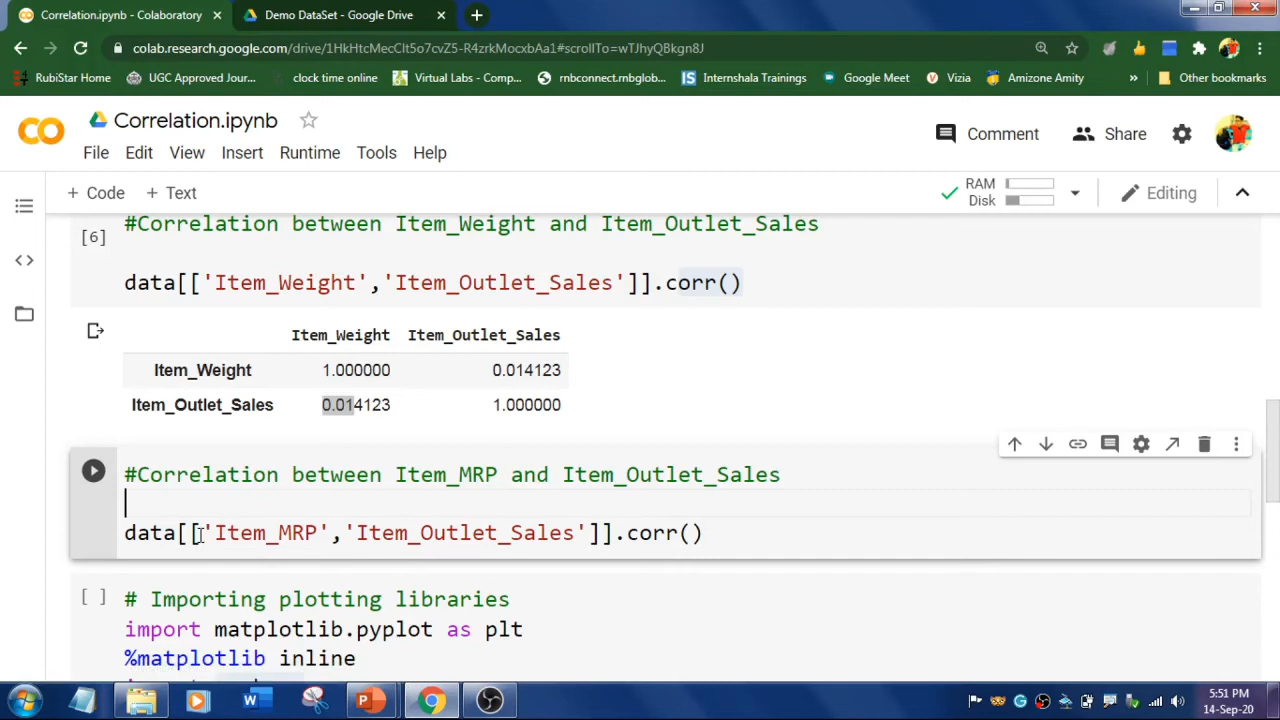 Correlation.ipynb - Colaboratory
Demo DataSet - Google Drive
colab.research.google.com/drive/1HkHtcMecCIt5o7cvZ5-R4zrkMocxbAa1#scrollTo=wTJhyQBkgn8J
RubiStar Home UGC Approved Jour... clock time online Virtual Labs - Comp... rnbconnect.rnbglob... Internshala Trainings Google Meet Vizia Amizone Amity » Other bookmarks
Correlation.ipynb
Comment Share
File Edit View Insert Runtime Tools Help
+ Code + Text
RAM
Disk
Editing
#Correlation between Item_Weight and Item_Outlet_Sales
[6]
data[['Item_Weight','Item_Outlet_Sales']].corr()
Item_Weight Item_Outlet_Sales
Item_Weight 1.000000 0.014123
Item_Outlet_Sales 0.014123 1.000000
#Correlation between Item_MRP and Item_Outlet_Sales
data[['Item_MRP','Item_Outlet_Sales']].corr()
[ ] # Importing plotting libraries
import matplotlib.pyplot as plt
%matplotlib inline
5:51 PM
14-Sep-20